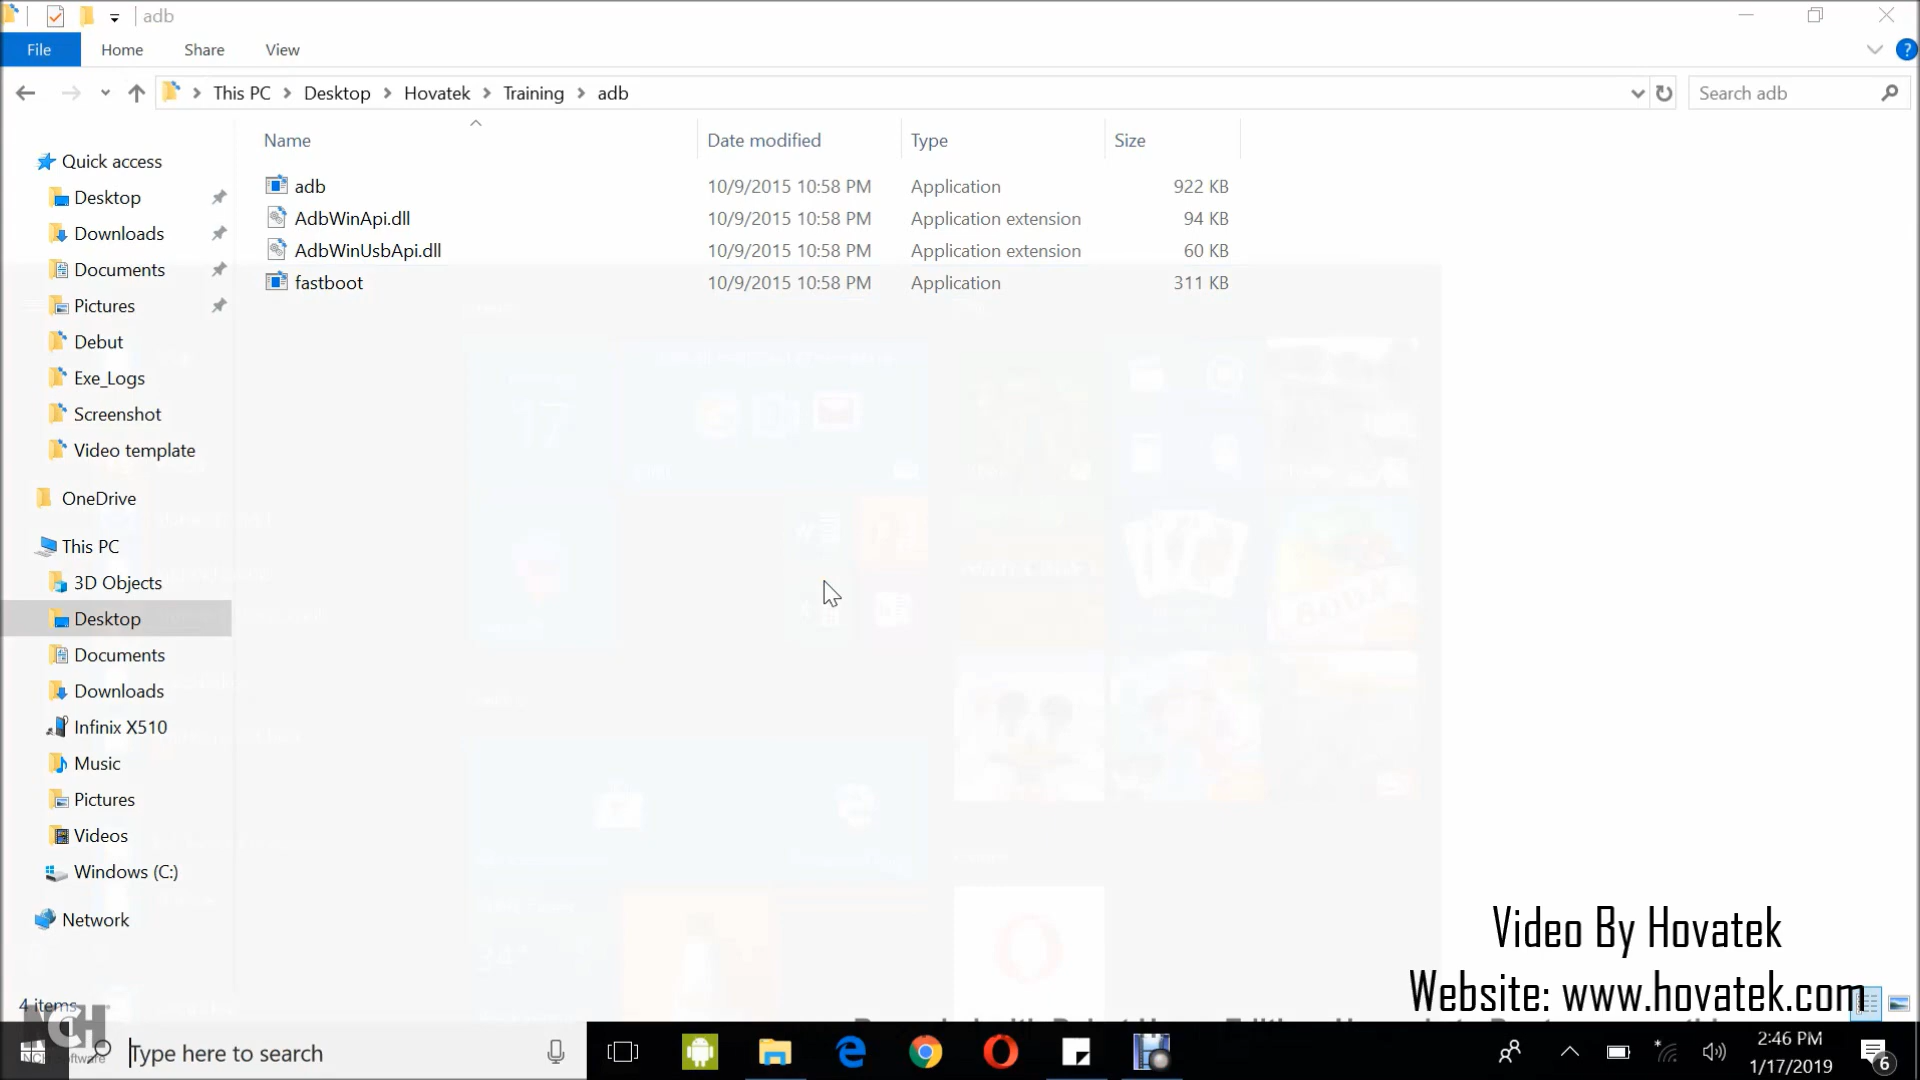 adb
File Home Share View
This PC Desktop Hovatek Training adb
Search adb
Name Date modified Type Size
adb 10/9/2015 10:58 PM Application 922 KB
AdbWinApi.dll 10/9/2015 10:58 PM Application extension 94 KB
AdbWinUsbApi.dll 10/9/2015 10:58 PM Application extension 60 KB
fastboot 10/9/2015 10:58 PM Application 311 KB
Quick access
Desktop
Downloads
Documents
Pictures
Debut
Exe_Logs
Screenshot
Video template
OneDrive
This PC
3D Objects
Desktop
Documents
Downloads
Infinix X510
Music
Pictures
Videos
Windows (C:)
Network
4 items
Video By Hovatek
Website: www.hovatek.com
NCH
Software
Type here to search
2:46 PM
1/17/2019
6